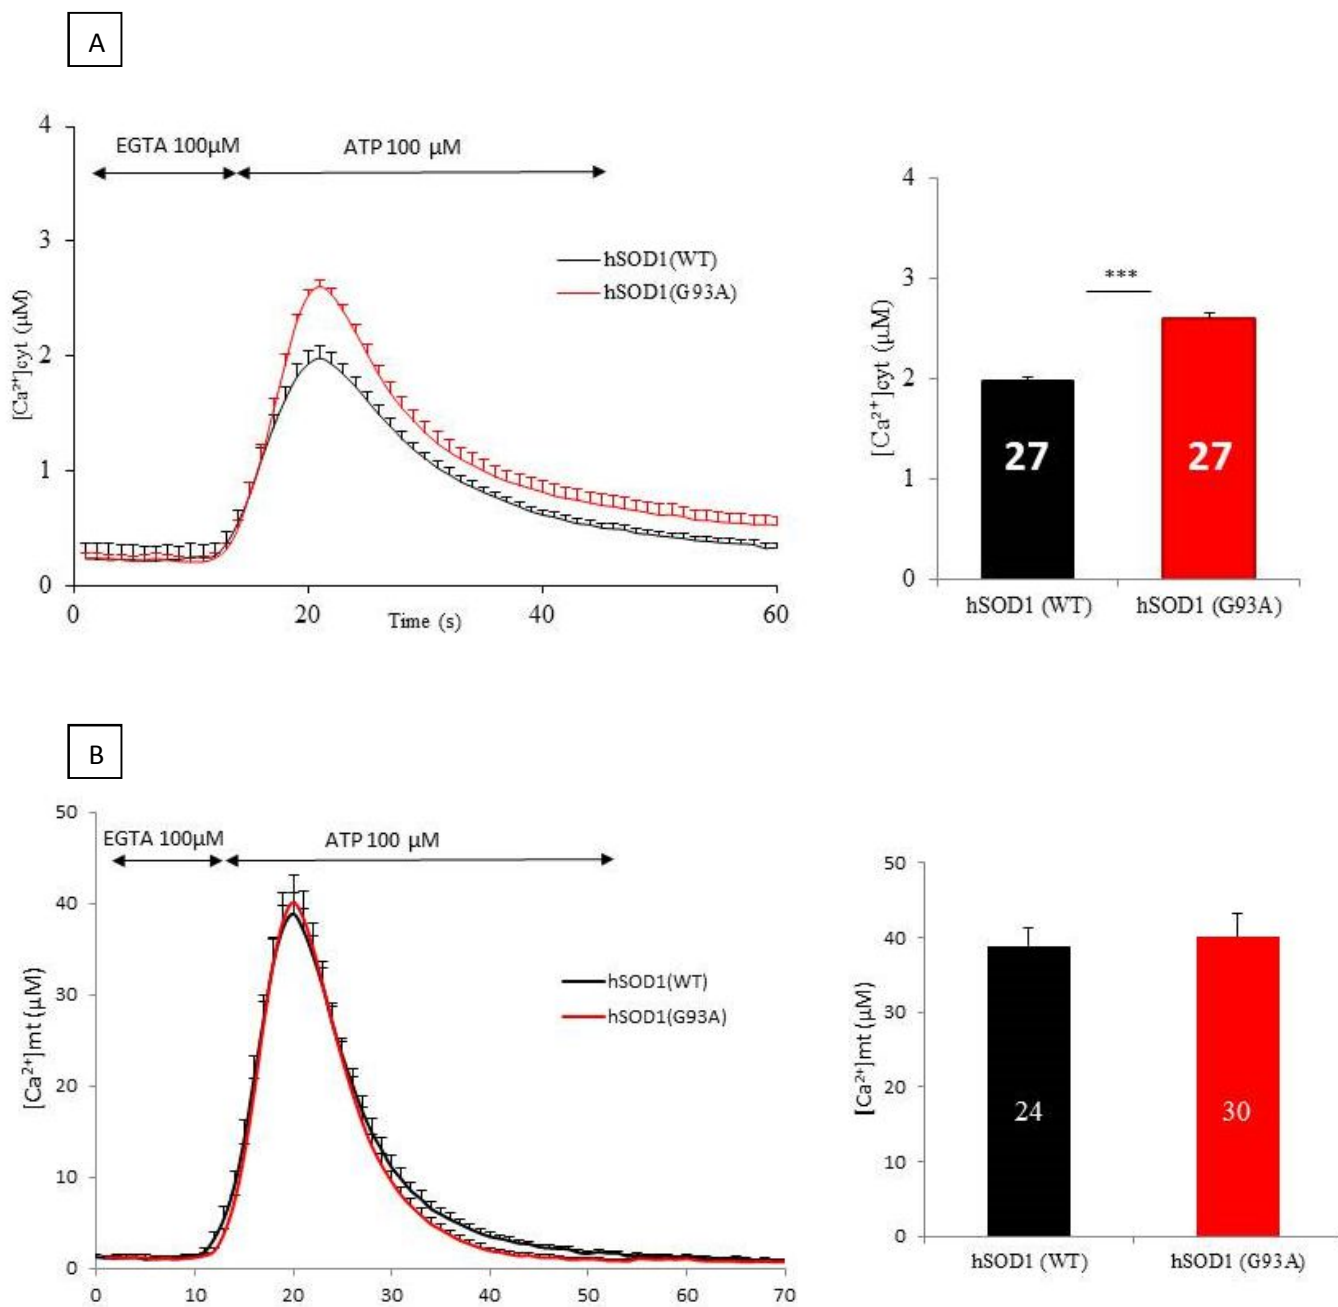 A
4
EGTA 100µM
ATP 100 µM
3
hSOD1(WT)
hSOD1(G93A)
[Ca²⁺]cyt (µM)
2
1
0
0
20
40
60
Time (s)
4
***
3
[Ca²⁺]cyt (µM)
2
27
27
1
0
hSOD1 (WT)
hSOD1 (G93A)
B
50
EGTA 100µM
ATP 100 µM
40
[Ca²⁺]mt (µM)
30
hSOD1(WT)
hSOD1(G93A)
20
10
0
0
10
20
30
40
50
60
70
50
40
[Ca²⁺]mt (µM)
30
20
24
30
10
0
hSOD1 (WT)
hSOD1 (G93A)